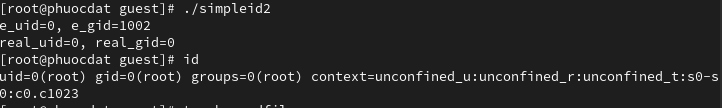 [root@phuocdat guest]# ./simpleid2
e_uid=0, e_gid=1002
real_uid=0, real_gid=0
[root@phuocdat guest]# id
uid=0(root) gid=0(root) groups=0(root) context=unconfined_u:unconfined_r:unconfined_t:s0-s
0:c0.c1023